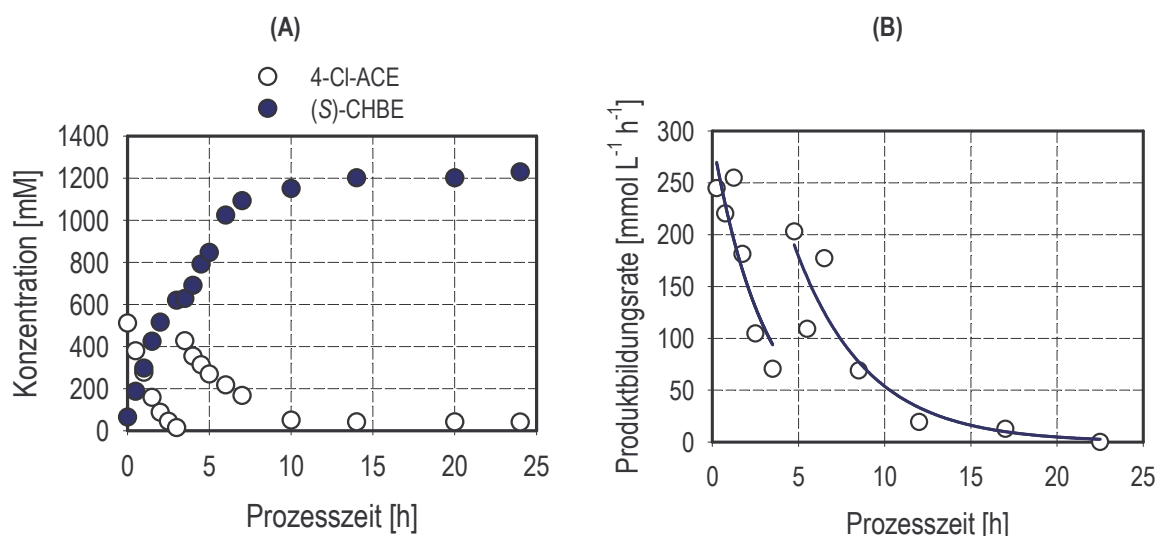 (A)
4-Cl-ACE
(S)-CHBE
Konzentration [mM]
1400
1200
1000
800
600
400
200
0
0 5 10 15 20 25
Prozesszeit [h]
(B)
Produktbildungsrate [mmol L⁻¹ h⁻¹]
300
250
200
150
100
50
0
0 5 10 15 20 25
Prozesszeit [h]